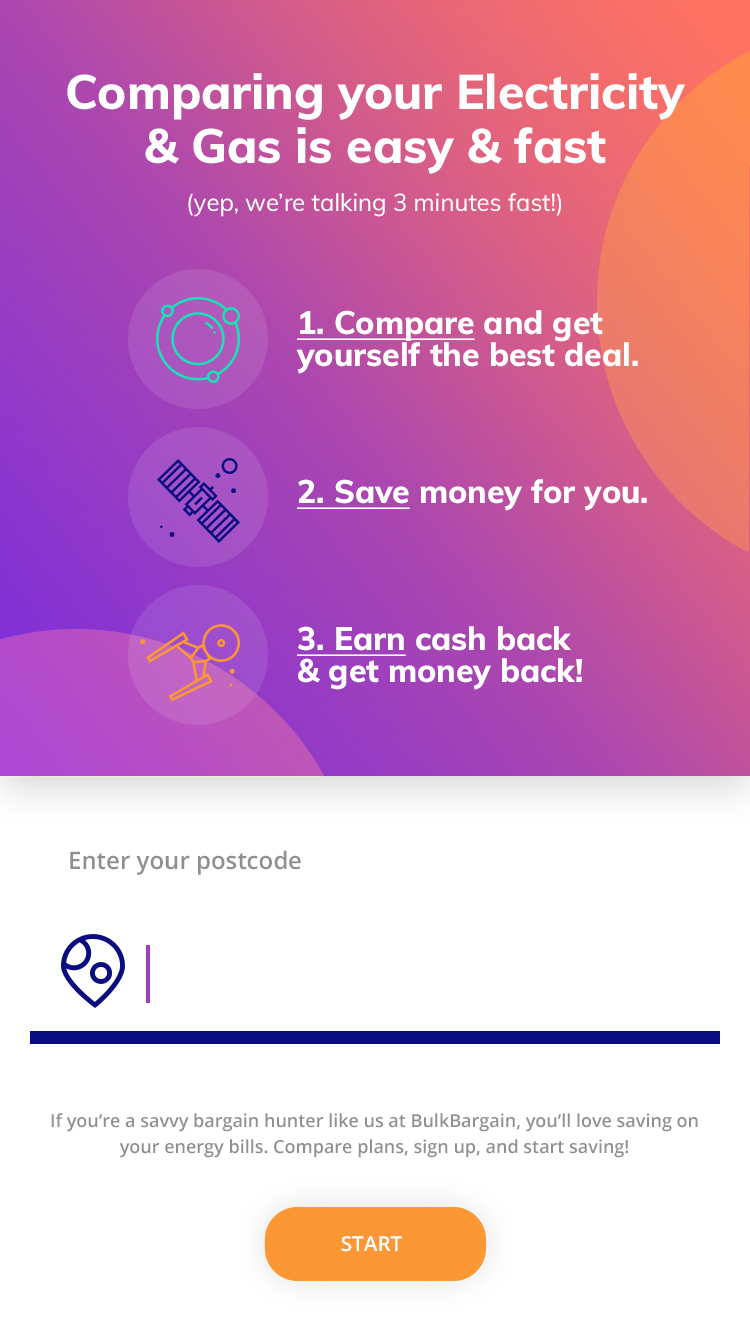 Comparing your Electricity
& Gas is easy & fast
(yep, we’re talking 3 minutes fast!)
1. Compare and get
yourself the best deal.
2. Save money for you.
3. Earn cash back
& get money back!
Enter your postcode
If you’re a savvy bargain hunter like us at BulkBargain, you’ll love saving on
your energy bills. Compare plans, sign up, and start saving!
START